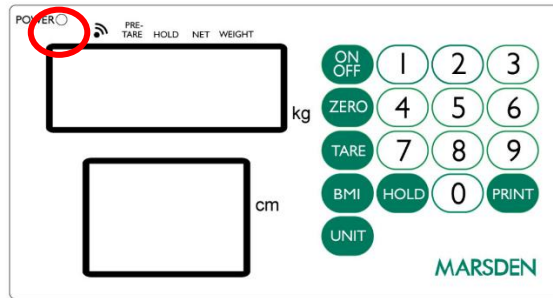 POWER
PRE-
TARE HOLD NET WEIGHT
kg
cm
ON
OFF 1 2 3
ZERO 4 5 6
TARE 7 8 9
BMI HOLD 0 PRINT
UNIT
MARSDEN